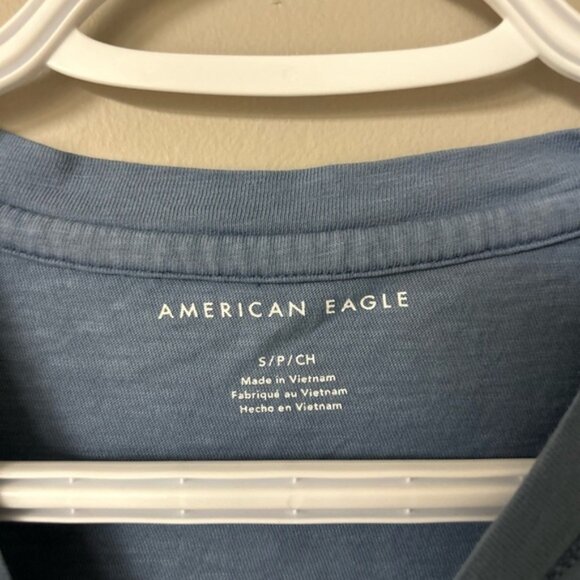 AMERICAN EAGLE
S/P/CH
Made in Vietnam
Fabriqué au Vietnam
Hecho en Vietnam